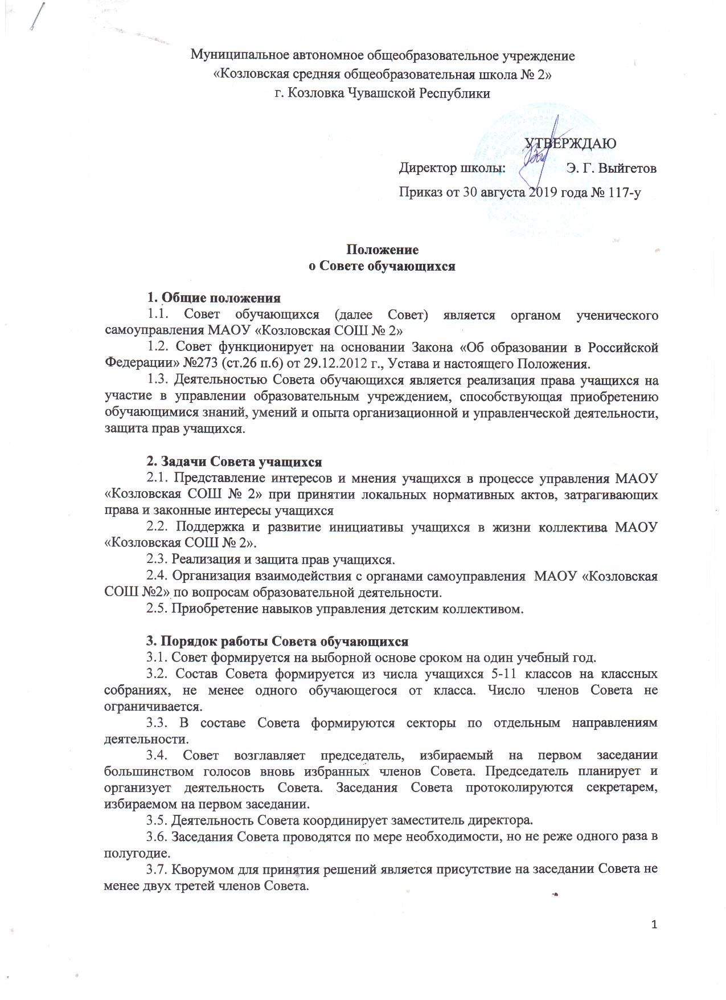 Муниципальное автономное общеобразовательное учреждение
«Козловская средняя общеобразовательная школа № 2»
г. Козловка Чувашской Республики
УТВЕРЖДАЮ
Директор школы: Э. Г. Выйгетов
Приказ от 30 августа 2019 года № 117-у
Положение
о Совете обучающихся
1. Общие положения
1.1. Совет обучающихся (далее Совет) является органом ученического
самоуправления МАОУ «Козловская СОШ № 2»
1.2. Совет функционирует на основании Закона «Об образовании в Российской
Федерации» №273 (ст.26 п.6) от 29.12.2012 г., Устава и настоящего Положения.
1.3. Деятельностью Совета обучающихся является реализация права учащихся на
участие в управлении образовательным учреждением, способствующая приобретению
обучающимися знаний, умений и опыта организационной и управленческой деятельности,
защита прав учащихся.
2. Задачи Совета учащихся
2.1. Представление интересов и мнения учащихся в процессе управления МАОУ
«Козловская СОШ № 2» при принятии локальных нормативных актов, затрагивающих
права и законные интересы учащихся
2.2. Поддержка и развитие инициативы учащихся в жизни коллектива МАОУ
«Козловская СОШ № 2».
2.3. Реализация и защита прав учащихся.
2.4. Организация взаимодействия с органами самоуправления МАОУ «Козловская
СОШ №2» по вопросам образовательной деятельности.
2.5. Приобретение навыков управления детским коллективом.
3. Порядок работы Совета обучающихся
3.1. Совет формируется на выборной основе сроком на один учебный год.
3.2. Состав Совета формируется из числа учащихся 5-11 классов на классных
собраниях, не менее одного обучающегося от класса. Число членов Совета не
ограничивается.
3.3. В составе Совета формируются секторы по отдельным направлениям
деятельности.
3.4. Совет возглавляет председатель, избираемый на первом заседании
большинством голосов вновь избранных членов Совета. Председатель планирует и
организует деятельность Совета. Заседания Совета протоколируются секретарем,
избираемом на первом заседании.
3.5. Деятельность Совета координирует заместитель директора.
3.6. Заседания Совета проводятся по мере необходимости, но не реже одного раза в
полугодие.
3.7. Кворумом для принятия решений является присутствие на заседании Совета не
менее двух третей членов Совета.
1